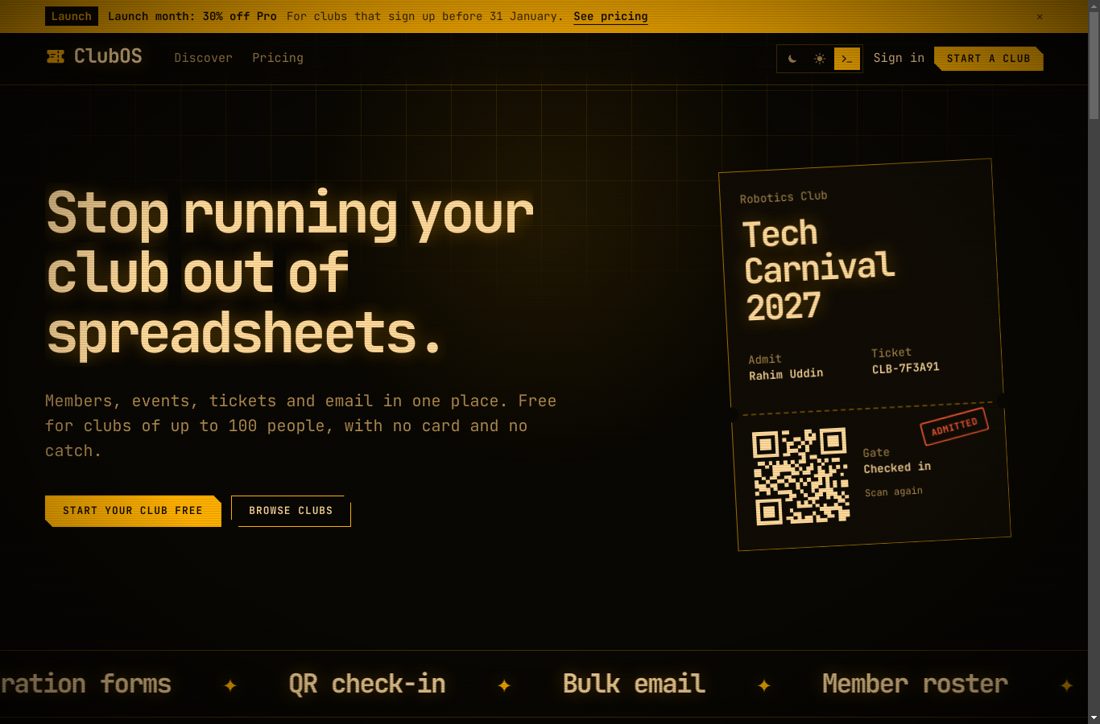 Launch Launch month: 30% off Pro For clubs that sign up before 31 January. See pricing ×
ClubOS Discover Pricing >_ Sign in START A CLUB
Stop running your
club out of
spreadsheets.
Members, events, tickets and email in one place. Free
for clubs of up to 100 people, with no card and no
catch.
START YOUR CLUB FREE BROWSE CLUBS
Robotics Club
Tech
Carnival
2027
Admit Ticket
Rahim Uddin CLB-7F3A91
ADMITTED
Gate
Checked in
Scan again
ration forms ✦ QR check-in ✦ Bulk email ✦ Member roster ✦